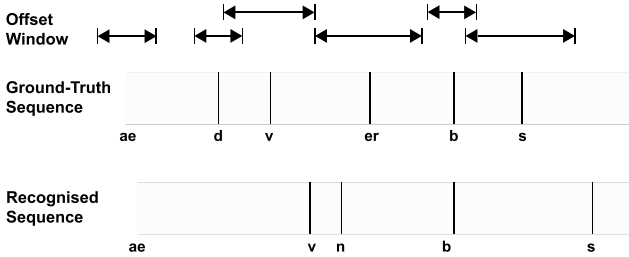 Offset
Window
Ground-Truth
Sequence
ae d v er b s
Recognised
Sequence
ae v n b s